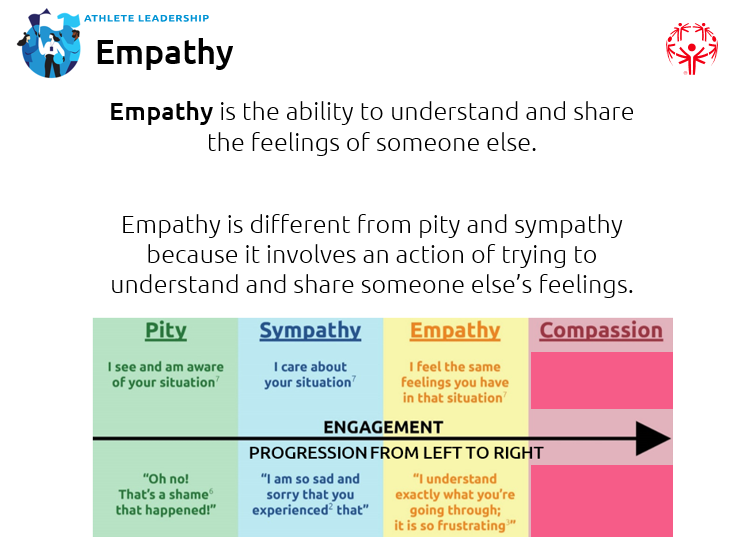 ATHLETE LEADERSHIP
Empathy
Empathy is the ability to understand and share
the feelings of someone else.
Empathy is different from pity and sympathy
because it involves an action of trying to
understand and share someone else’s feelings.
Pity
I see and am aware
of your situation⁷
Sympathy
I care about
your situation⁷
Empathy
I feel the same
feelings you have
in that situation⁷
Compassion
ENGAGEMENT
PROGRESSION FROM LEFT TO RIGHT
“Oh no!
That’s a shame⁶
that happened!”
“I am so sad and
sorry that you
experienced² that”
“I understand
exactly what you’re
going through;
it is so frustrating³”